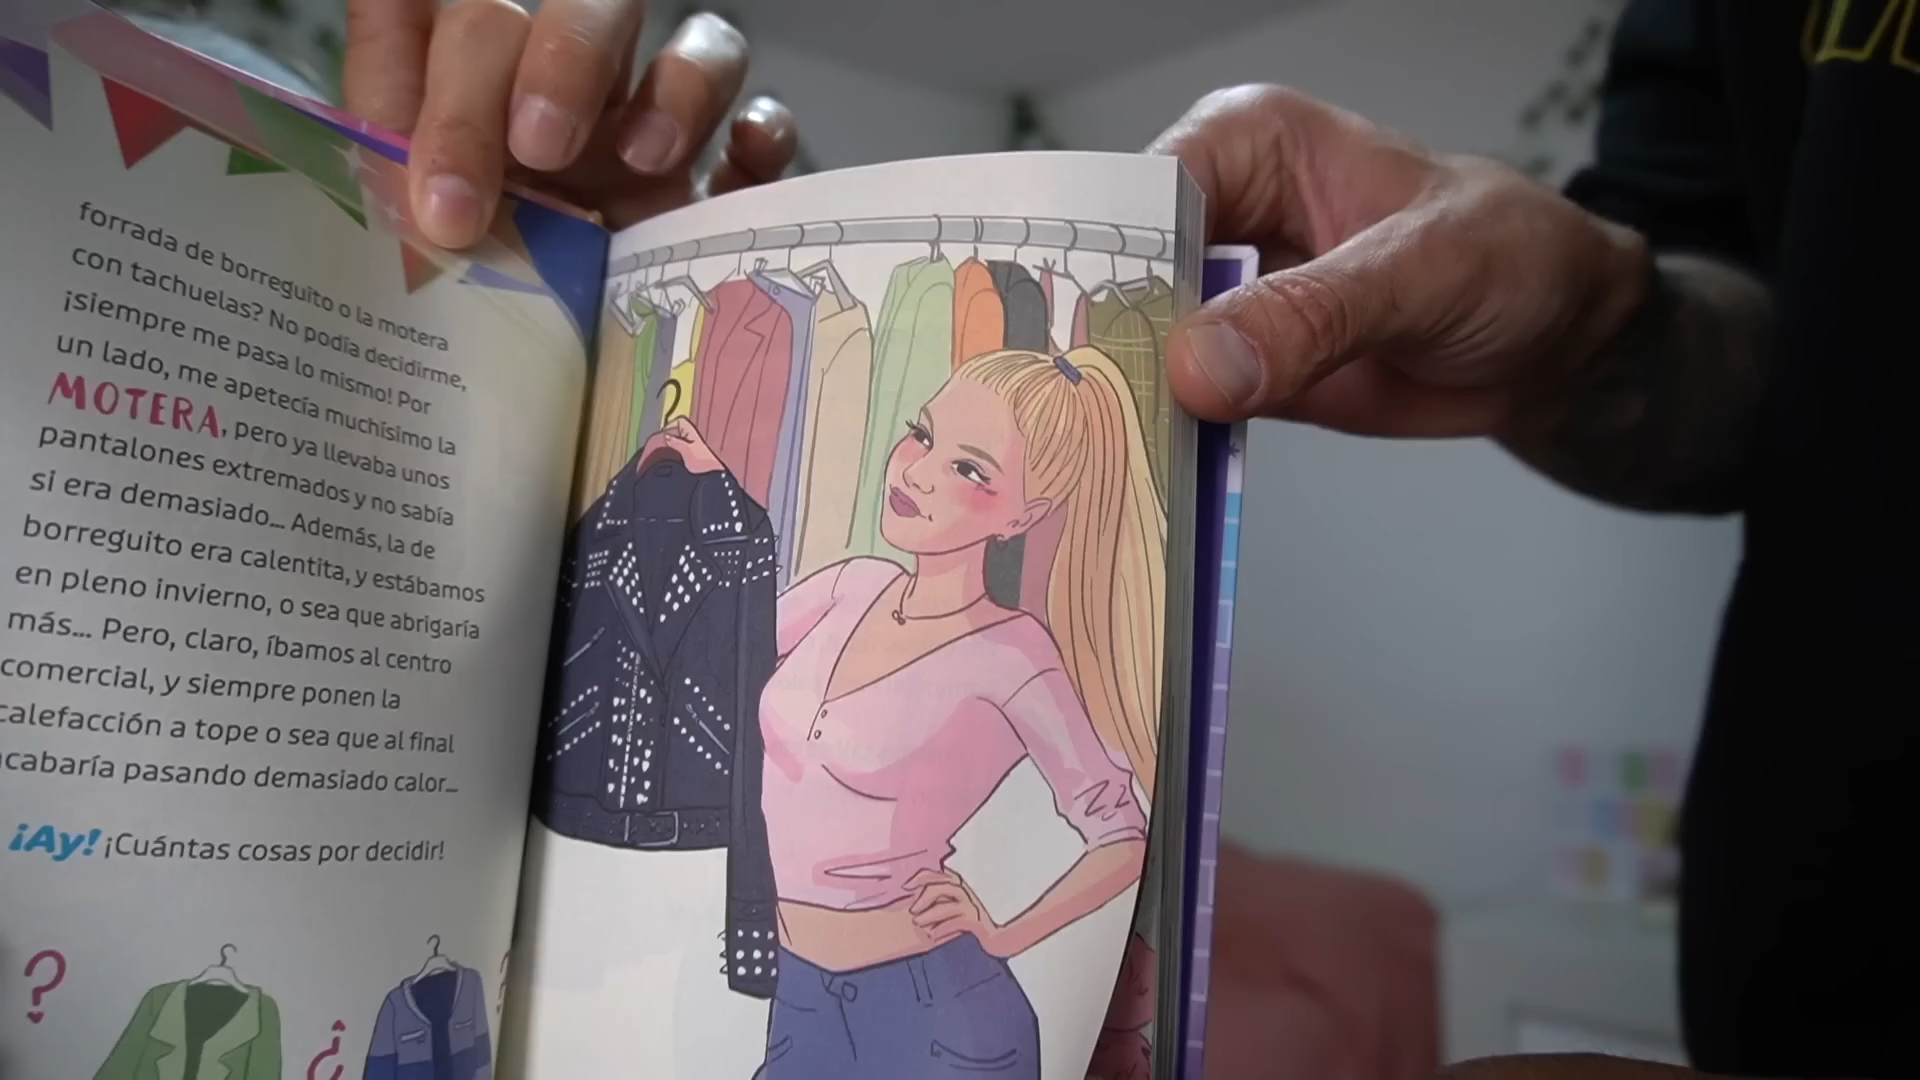 forrada de borreguito o la motera
con tachuelas? No podía decidirme,
¡siempre me pasa lo mismo! Por
un lado, me apetecía muchísimo la
MOTERA, pero ya llevaba unos
pantalones extremados y no sabía
si era demasiado... Además, la de
borreguito era calentita, y estábamos
en pleno invierno, o sea que abrigaría
más... Pero, claro, íbamos al centro
comercial, y siempre ponen la
calefacción a tope o sea que al final
acabaría pasando demasiado calor...
¡Ay! ¡Cuántas cosas por decidir!
? ¿